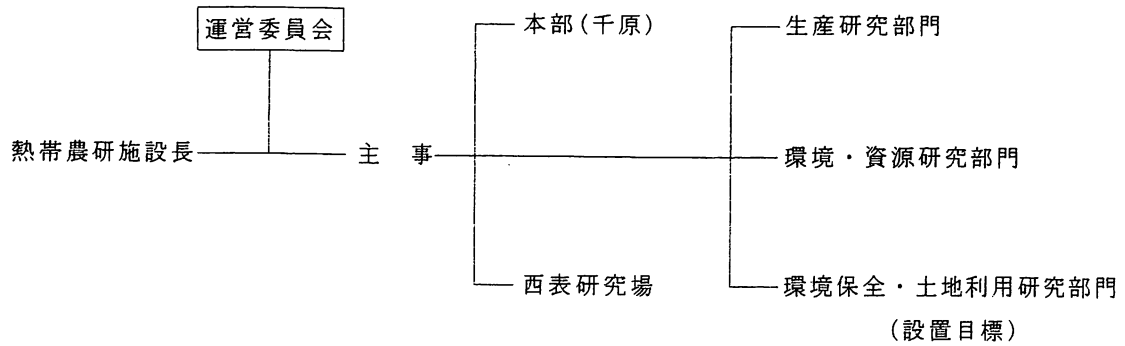 運営委員会
本部(千原)
生産研究部門
熱帯農研施設長
主 事
環境・資源研究部門
西表研究場
環境保全・土地利用研究部門
(設置目標)